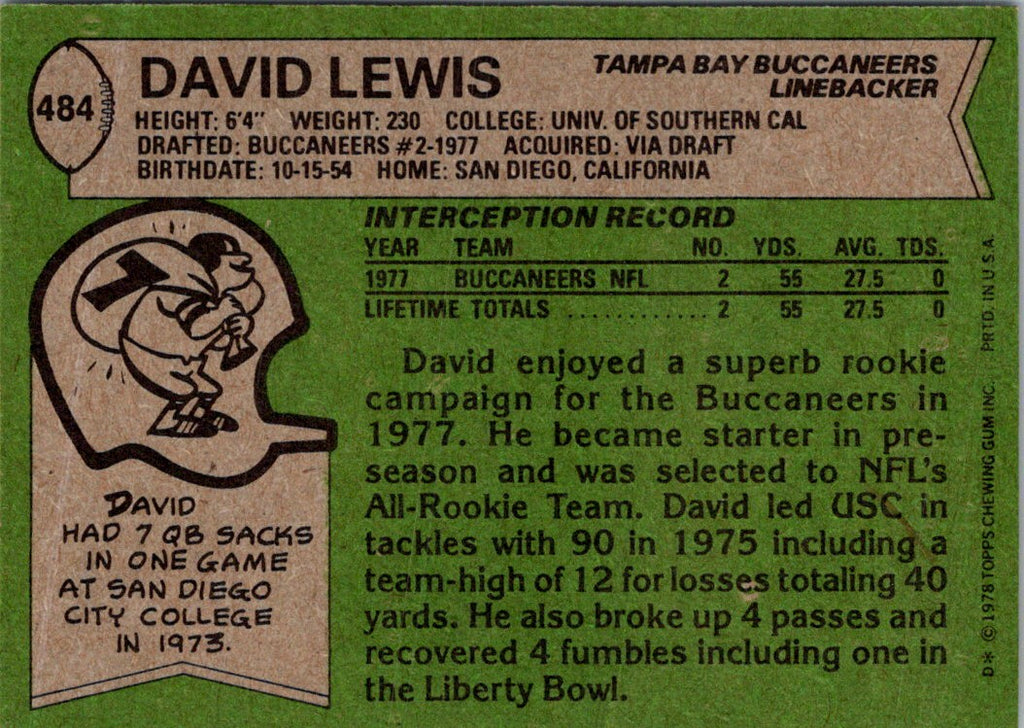 484
DAVID LEWIS
TAMPA BAY BUCCANEERS
LINEBACKER
HEIGHT: 6'4" WEIGHT: 230 COLLEGE: UNIV. OF SOUTHERN CAL
DRAFTED: BUCCANEERS #2-1977 ACQUIRED: VIA DRAFT
BIRTHDATE: 10-15-54 HOME: SAN DIEGO, CALIFORNIA
INTERCEPTION RECORD
YEAR TEAM NO. YDS. AVG. TDS.
1977 BUCCANEERS NFL 2 55 27.5 0
LIFETIME TOTALS ............ 2 55 27.5 0
David enjoyed a superb rookie
campaign for the Buccaneers in
1977. He became starter in pre-
season and was selected to NFL's
All-Rookie Team. David led USC in
tackles with 90 in 1975 including a
team-high of 12 for losses totaling 40
yards. He also broke up 4 passes and
recovered 4 fumbles including one in
the Liberty Bowl.
7
DAVID
HAD 7 QB SACKS
IN ONE GAME
AT SAN DIEGO
CITY COLLEGE
IN 1973.
D* © 1978 TOPPS CHEWING GUM INC. PRTD. IN U.S.A.